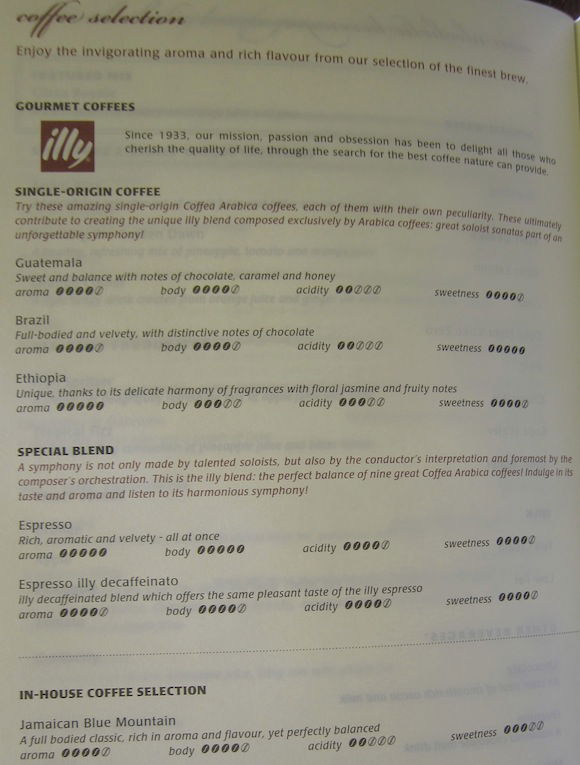 coffee selection
Enjoy the invigorating aroma and rich flavour from our selection of the finest brew.
GOURMET COFFEES
illy
Since 1933, our mission, passion and obsession has been to delight all those who
cherish the quality of life, through the search for the best coffee nature can provide.
SINGLE-ORIGIN COFFEE
Try these amazing single-origin Coffea Arabica coffees, each of them with their own peculiarity. These ultimately
contribute to creating the unique illy blend composed exclusively by Arabica coffees: great soloist sonatas part of an
unforgettable symphony!
Guatemala
Sweet and balance with notes of chocolate, caramel and honey
aroma body acidity sweetness
Brazil
Full-bodied and velvety, with distinctive notes of chocolate
aroma body acidity sweetness
Ethiopia
Unique, thanks to its delicate harmony of fragrances with floral jasmine and fruity notes
aroma body acidity sweetness
SPECIAL BLEND
A symphony is not only made by talented soloists, but also by the conductor's interpretation and foremost by the
composer's orchestration. This is the illy blend: the perfect balance of nine great Coffea Arabica coffees! Indulge in its
taste and aroma and listen to its harmonious symphony!
Espresso
Rich, aromatic and velvety - all at once
aroma body acidity sweetness
Espresso illy decaffeinato
illy decaffeinated blend which offers the same pleasant taste of the illy espresso
aroma body acidity sweetness
IN-HOUSE COFFEE SELECTION
Jamaican Blue Mountain
A full bodied classic, rich in aroma and flavour, yet perfectly balanced
aroma body acidity sweetness